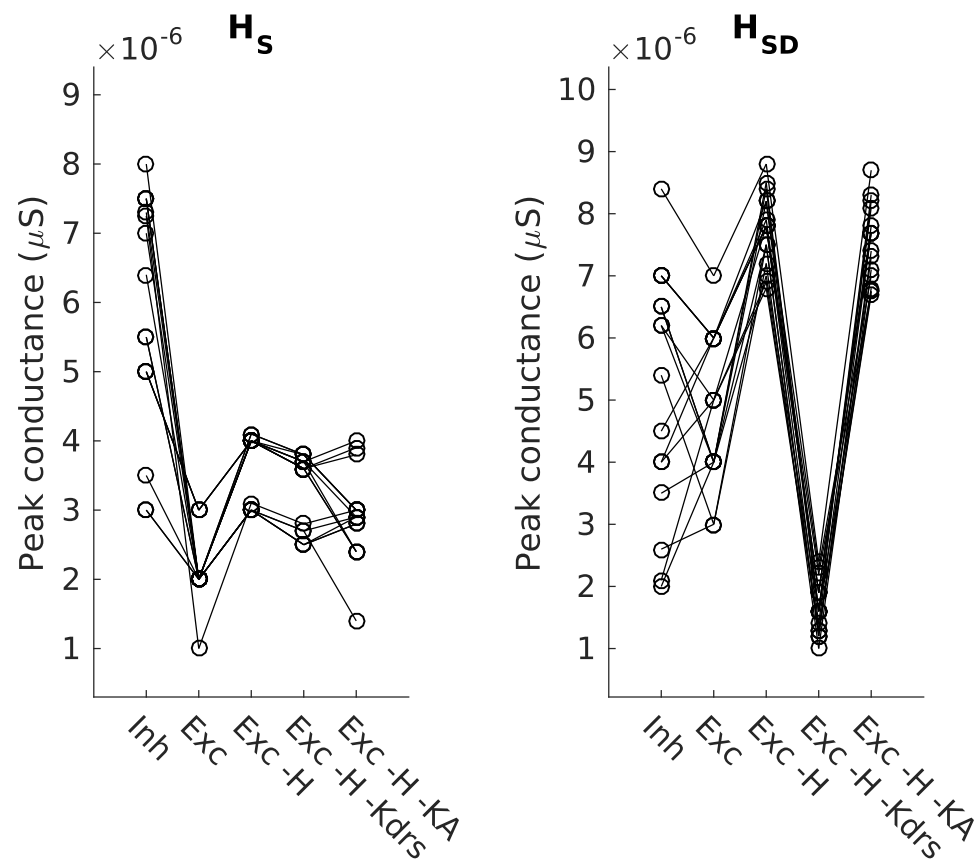 H_S
×10^-6
Peak conductance (μS)
9
8
7
6
5
4
3
2
1
Inh
Exc
Exc -H
Exc -H -Kdrs
Exc -H -KA
H_SD
×10^-6
Peak conductance (μS)
10
9
8
7
6
5
4
3
2
1
Inh
Exc
Exc -H
Exc -H -Kdrs
Exc -H -KA